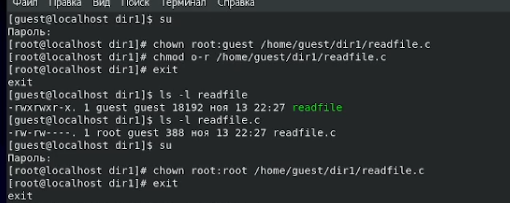 Файл Правка Вид Поиск Терминал Справка
[guest@localhost dir1]$ su
Пароль:
[root@localhost dir1]# chown root:guest /home/guest/dir1/readfile.c
[root@localhost dir1]# chmod o-r /home/guest/dir1/readfile.c
[root@localhost dir1]# exit
exit
[guest@localhost dir1]$ ls -l readfile
-rwxrwxr-x. 1 guest guest 18192 ноя 13 22:27 readfile
[guest@localhost dir1]$ ls -l readfile.c
-rw-rw----. 1 root guest 388 ноя 13 22:27 readfile.c
[guest@localhost dir1]$ su
Пароль:
[root@localhost dir1]# chown root:root /home/guest/dir1/readfile.c
[root@localhost dir1]# exit
exit